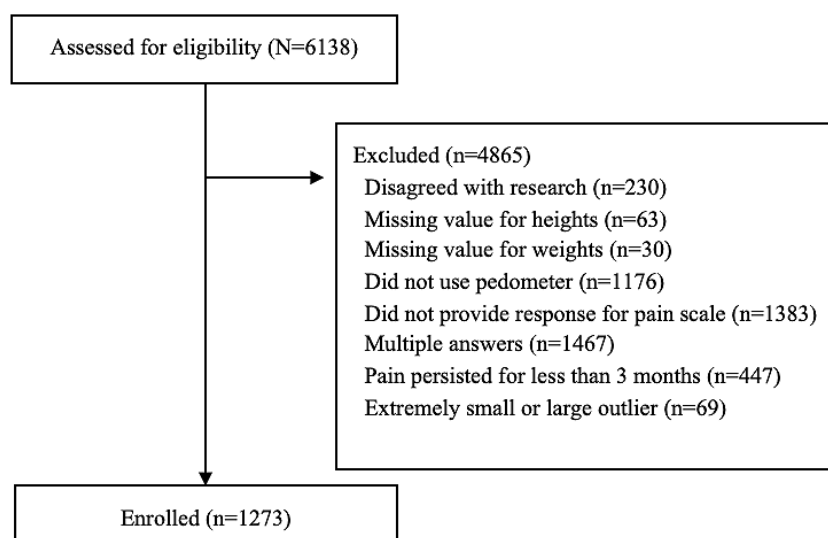 Assessed for eligibility (N=6138)
Excluded (n=4865)
Disagreed with research (n=230)
Missing value for heights (n=63)
Missing value for weights (n=30)
Did not use pedometer (n=1176)
Did not provide response for pain scale (n=1383)
Multiple answers (n=1467)
Pain persisted for less than 3 months (n=447)
Extremely small or large outlier (n=69)
Enrolled (n=1273)